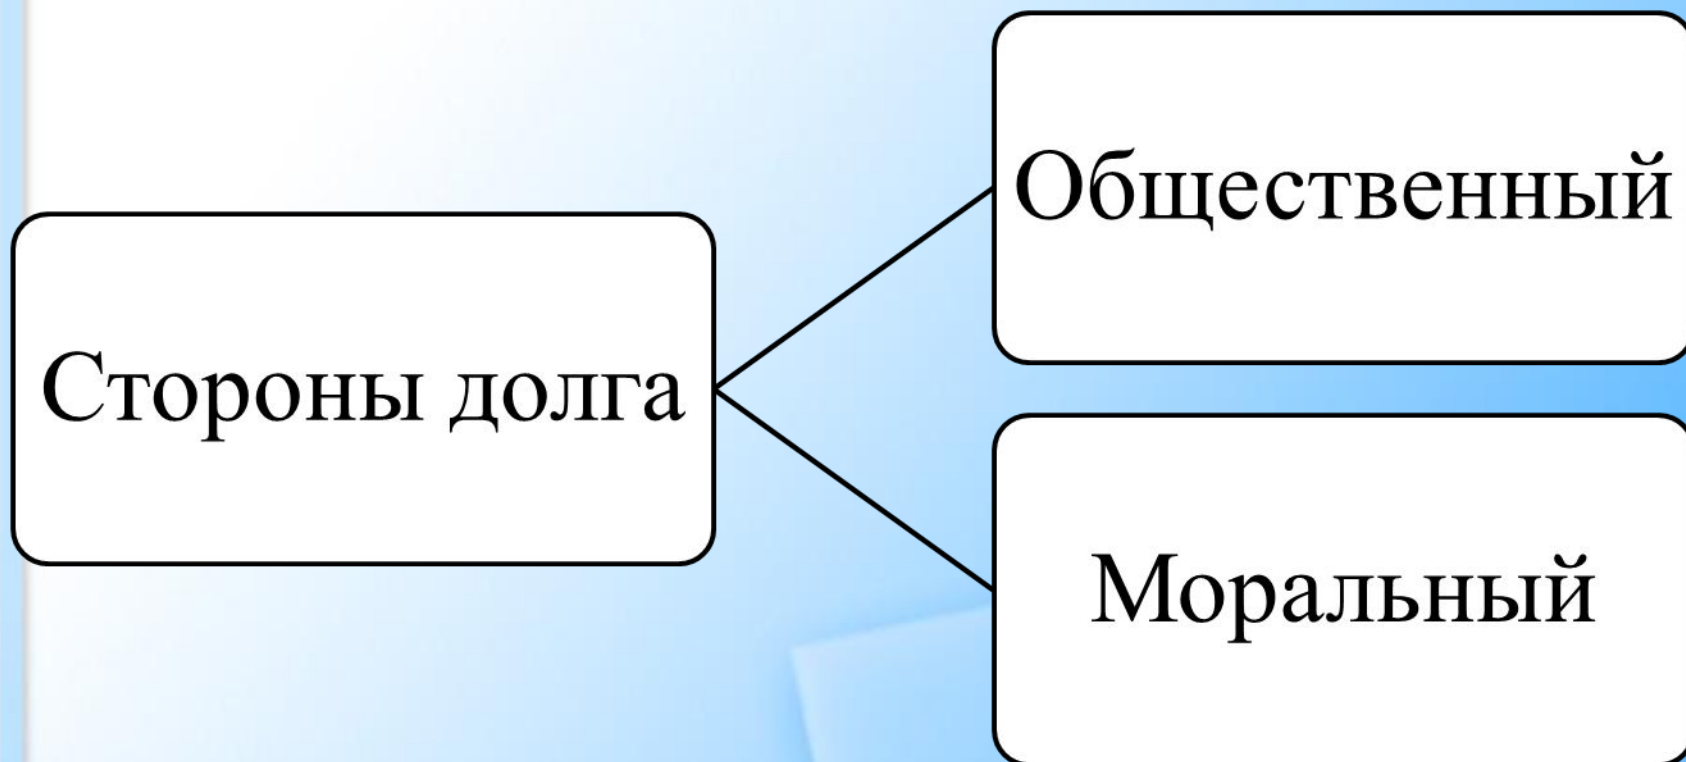 Стороны долга
Общественный
Моральный